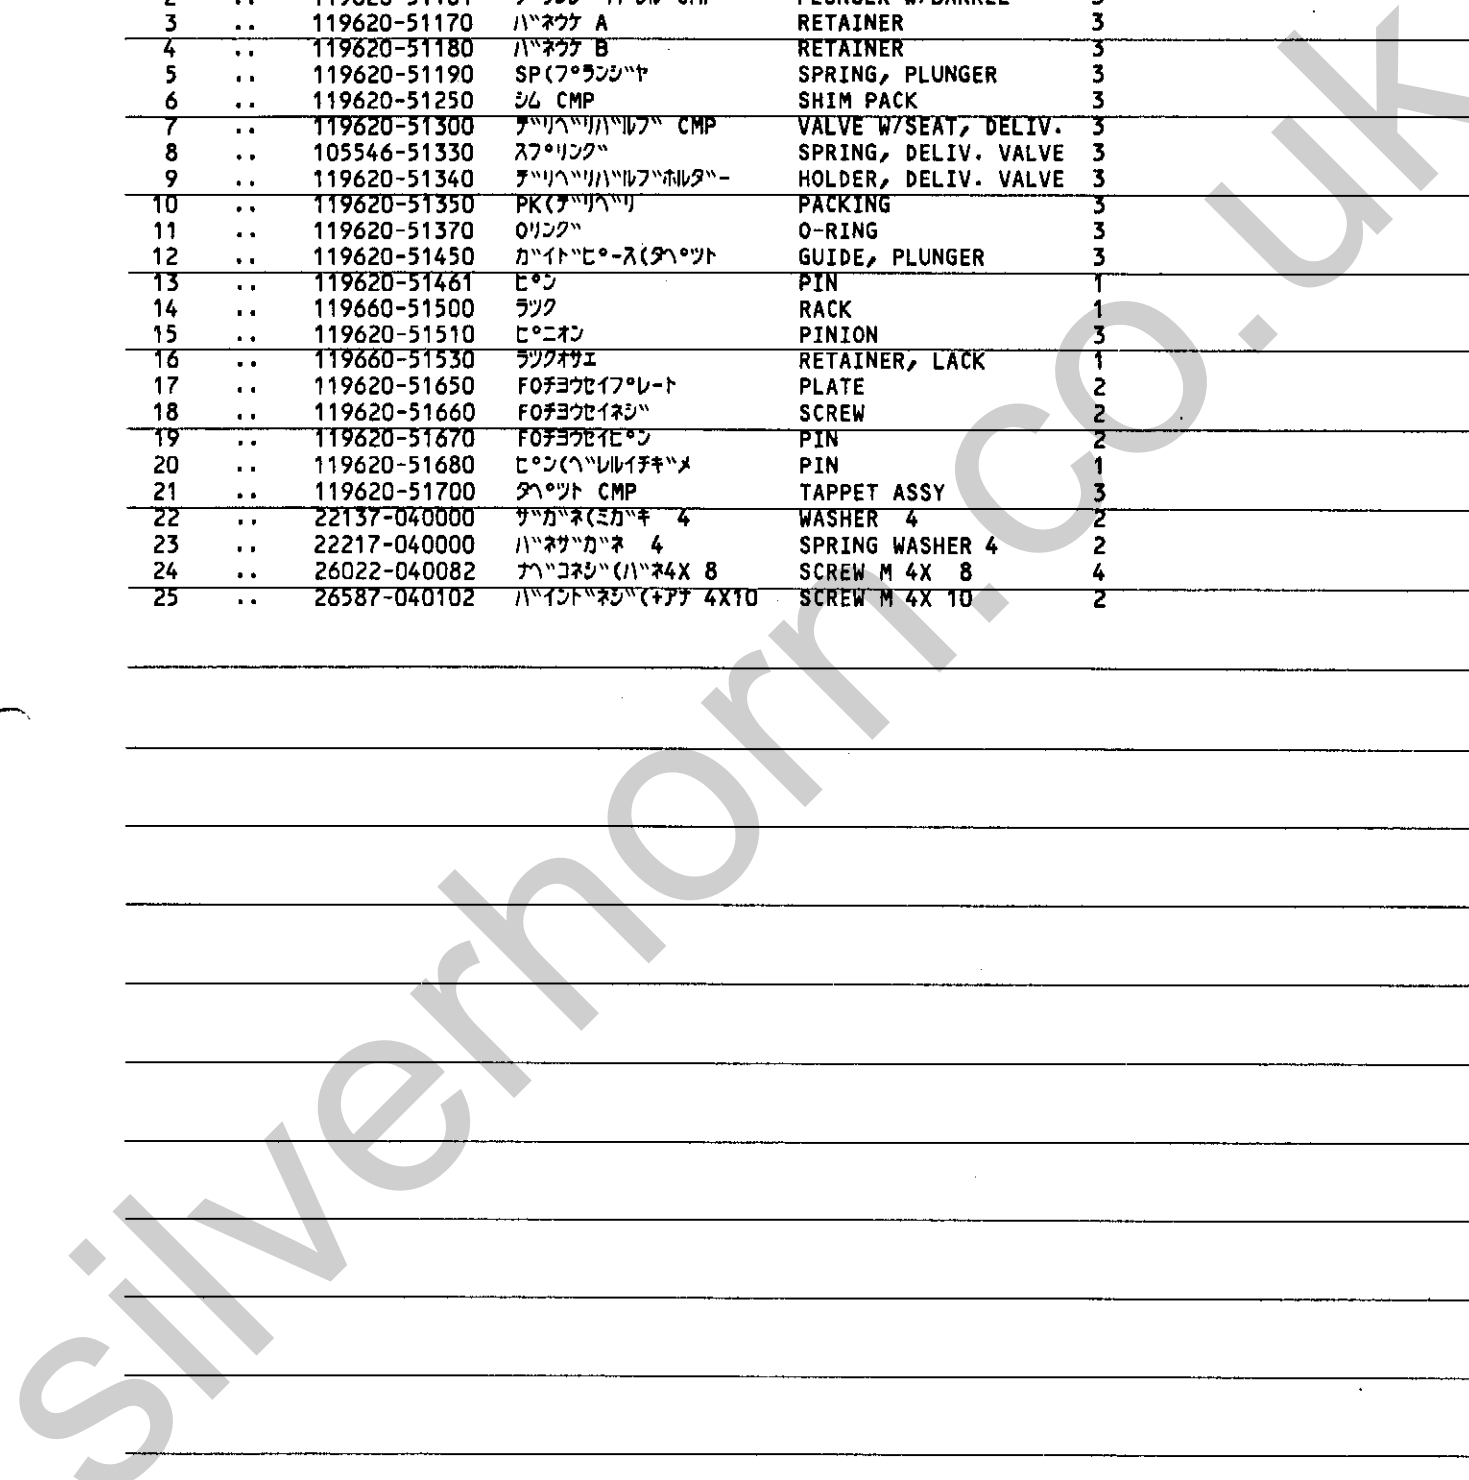 3 .. 119620-51170 バネウケ A RETAINER 3
4 .. 119620-51180 バネウケ B RETAINER 3
5 .. 119620-51190 SP(プランジヤ SPRING, PLUNGER 3
6 .. 119620-51250 シム CMP SHIM PACK 3
7 .. 119620-51300 デリベリバルブ CMP VALVE W/SEAT, DELIV. 3
8 .. 105546-51330 スプリング SPRING, DELIV. VALVE 3
9 .. 119620-51340 デリベリバルブホルダー HOLDER, DELIV. VALVE 3
10 .. 119620-51350 PK(デリベリ PACKING 3
11 .. 119620-51370 Oリング O-RING 3
12 .. 119620-51450 ガイドピース(タペツト GUIDE, PLUNGER 3
13 .. 119620-51461 ピン PIN 1
14 .. 119660-51500 ラツク RACK 1
15 .. 119620-51510 ピニオン PINION 3
16 .. 119660-51530 ラツクオサエ RETAINER, LACK 1
17 .. 119620-51650 FOチヨウセイプレート PLATE 2
18 .. 119620-51660 FOチヨウセイネジ SCREW 2
19 .. 119620-51670 FOチヨウセイピン PIN 2
20 .. 119620-51680 ピン(ベレルイチギメ PIN 1
21 .. 119620-51700 タペツト CMP TAPPET ASSY 3
22 .. 22137-040000 ザガネ(ミガキ 4 WASHER 4 2
23 .. 22217-040000 バネザガネ 4 SPRING WASHER 4 2
24 .. 26022-040082 ナベコネジ(バネ4X 8 SCREW M 4X 8 4
25 .. 26587-040102 バインドネジ(+アナ 4X10 SCREW M 4X 10 2
silverhorn.co.uk